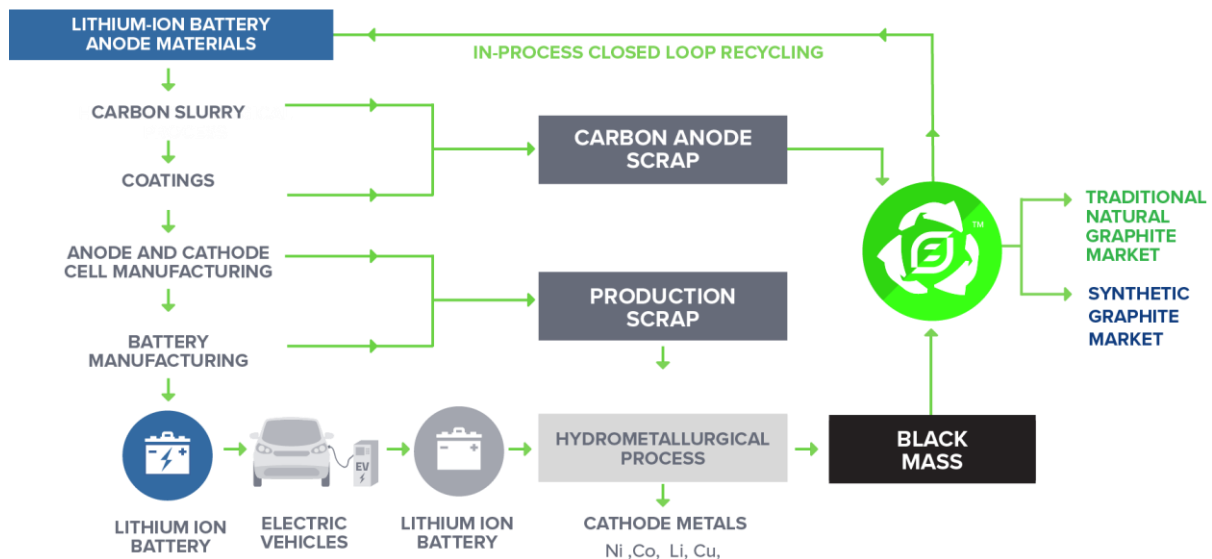 LITHIUM-ION BATTERY
ANODE MATERIALS
IN-PROCESS CLOSED LOOP RECYCLING
CARBON SLURRY
COATINGS
ANODE AND CATHODE
CELL MANUFACTURING
BATTERY
MANUFACTURING
CARBON ANODE
SCRAP
PRODUCTION
SCRAP
TM
TRADITIONAL
NATURAL
GRAPHITE
MARKET
SYNTHETIC
GRAPHITE
MARKET
EV
HYDROMETALLURGICAL
PROCESS
BLACK
MASS
LITHIUM ION
BATTERY
ELECTRIC
VEHICLES
LITHIUM ION
BATTERY
CATHODE METALS
Ni ,Co, Li, Cu,